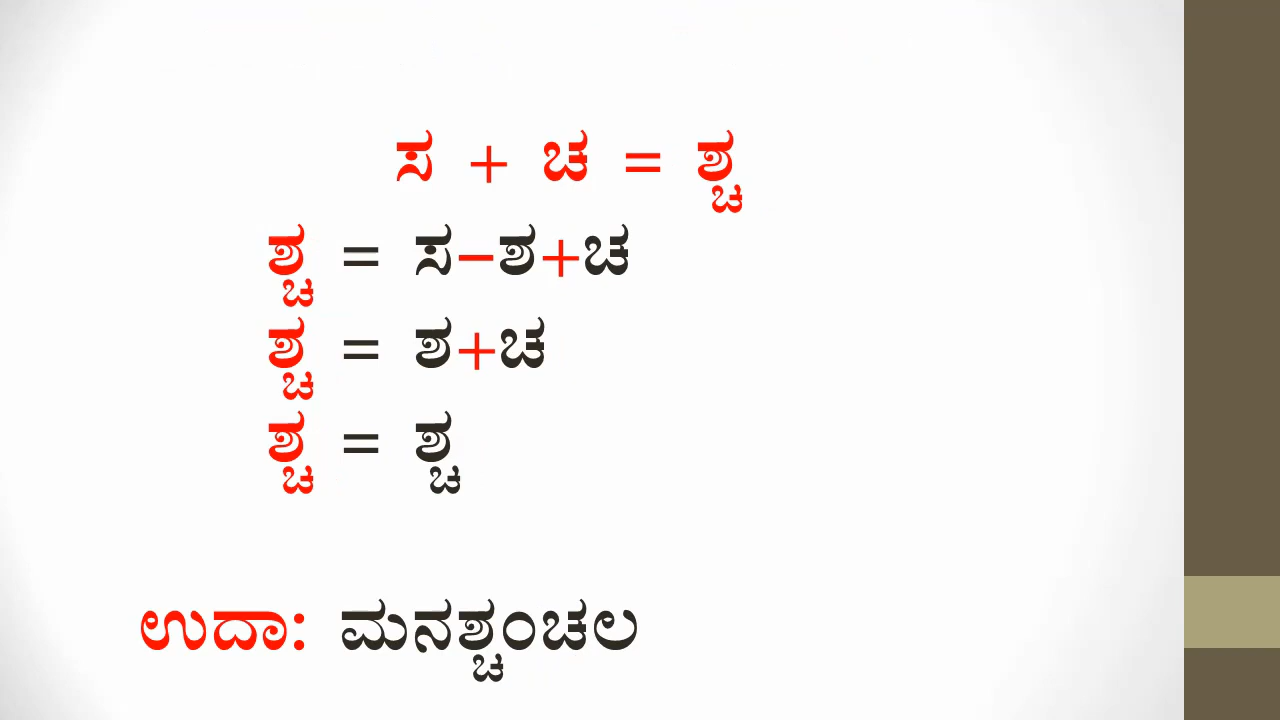 ಸ + ಚ = ಶ್ಚ
ಶ್ಚ = ಸ–ಶ+ಚ
ಶ್ಚ = ಶ+ಚ
ಶ್ಚ = ಶ್ಚ
ಉದಾ: ಮನಶ್ಚಂಚಲ